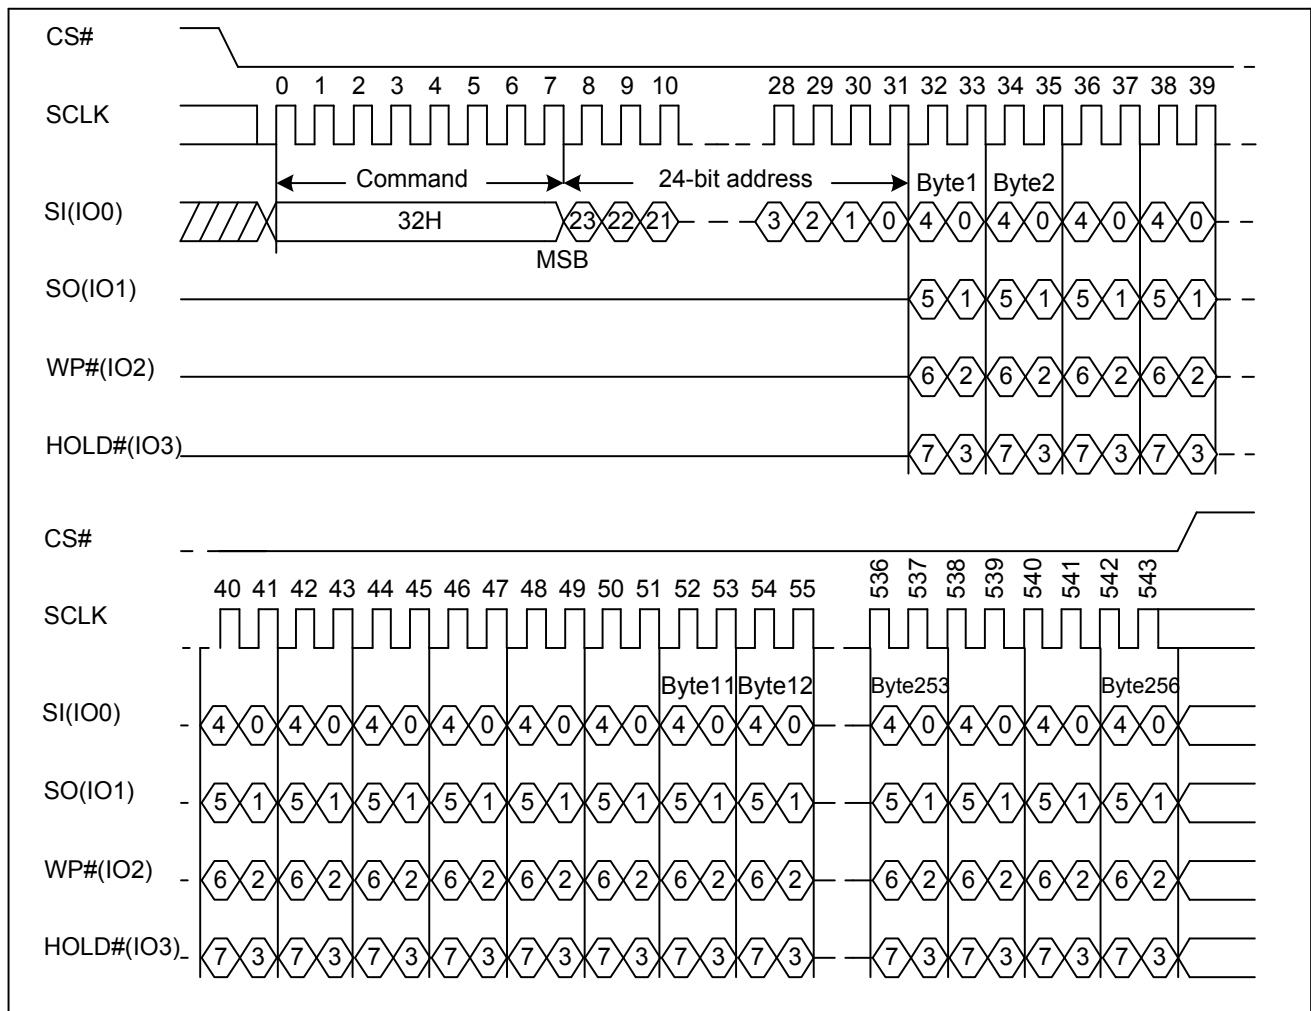 CS#
0 1 2 3 4 5 6 7 8 9 10 28 29 30 31 32 33 34 35 36 37 38 39
SCLK
Command 24-bit address Byte1 Byte2
SI(IO0) 32H 23 22 21 3 2 1 0 4 0 4 0 4 0 4 0
MSB
SO(IO1) 5 1 5 1 5 1 5 1
WP#(IO2) 6 2 6 2 6 2 6 2
HOLD#(IO3) 7 3 7 3 7 3 7 3
CS#
40 41 42 43 44 45 46 47 48 49 50 51 52 53 54 55 536 537 538 539 540 541 542 543
SCLK
Byte11 Byte12 Byte253 Byte256
SI(IO0) 4 0 4 0 4 0 4 0 4 0 4 0 4 0 4 0 4 0 4 0 4 0 4 0
SO(IO1) 5 1 5 1 5 1 5 1 5 1 5 1 5 1 5 1 5 1 5 1 5 1 5 1
WP#(IO2) 6 2 6 2 6 2 6 2 6 2 6 2 6 2 6 2 6 2 6 2 6 2 6 2
HOLD#(IO3) 7 3 7 3 7 3 7 3 7 3 7 3 7 3 7 3 7 3 7 3 7 3 7 3